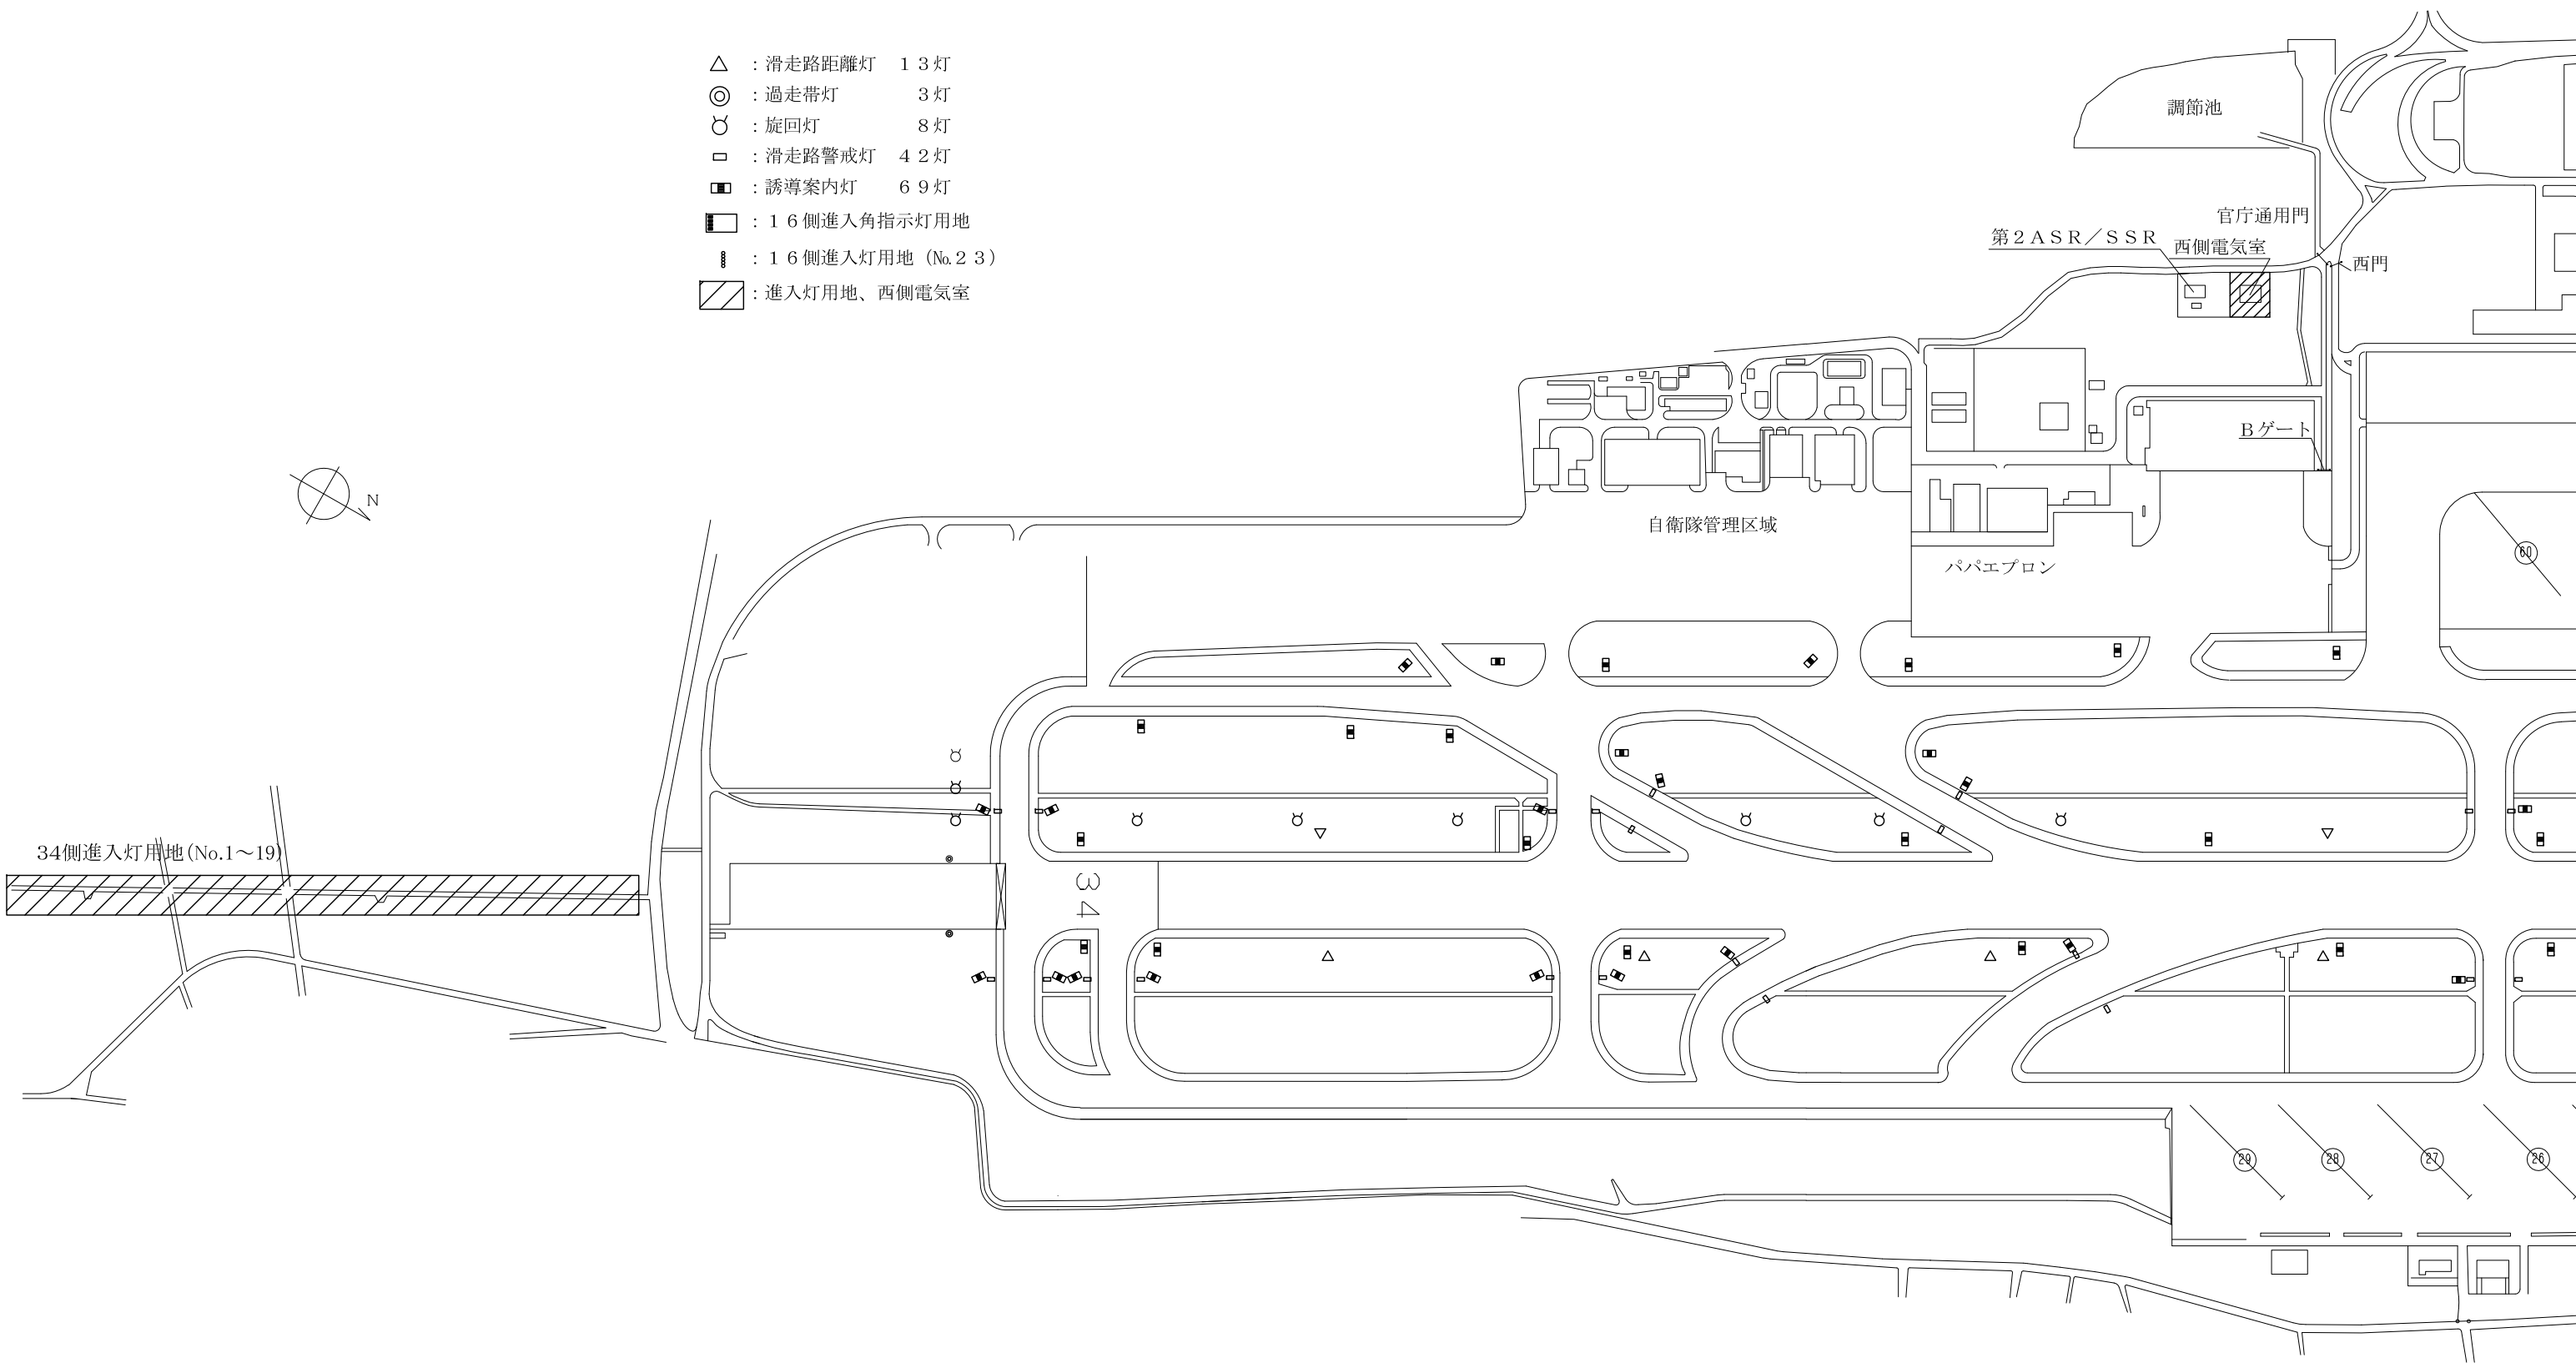 ：滑走路距離灯　１３灯
：過走帯灯　　　　３灯
：旋回灯　　　　　８灯
：滑走路警戒灯　４２灯
：誘導案内灯　　６９灯
：１６側進入角指示灯用地
：１６側進入灯用地（№２３）
：進入灯用地、西側電気室
調節池
官庁通用門
第２ＡＳＲ／ＳＳＲ
西側電気室
西門
Ｂゲート
N
自衛隊管理区域
パパエプロン
60
34側進入灯用地(No.1～19)
34
29
28
27
26